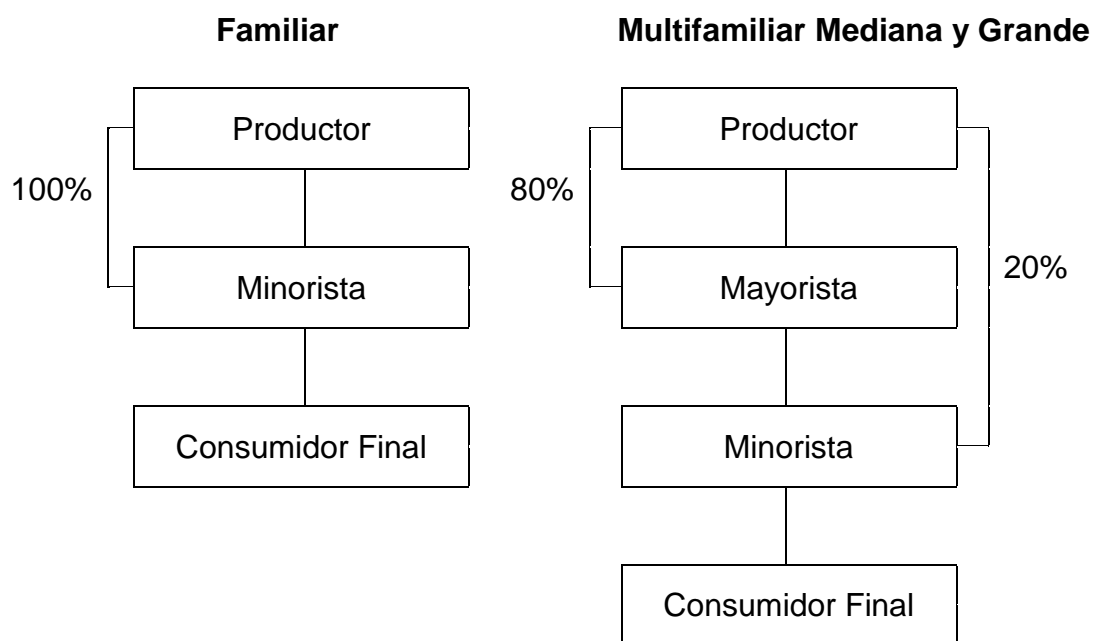 Familiar
Multifamiliar Mediana y Grande
Productor
Productor
100%
80%
20%
Minorista
Mayorista
Consumidor Final
Minorista
Consumidor Final